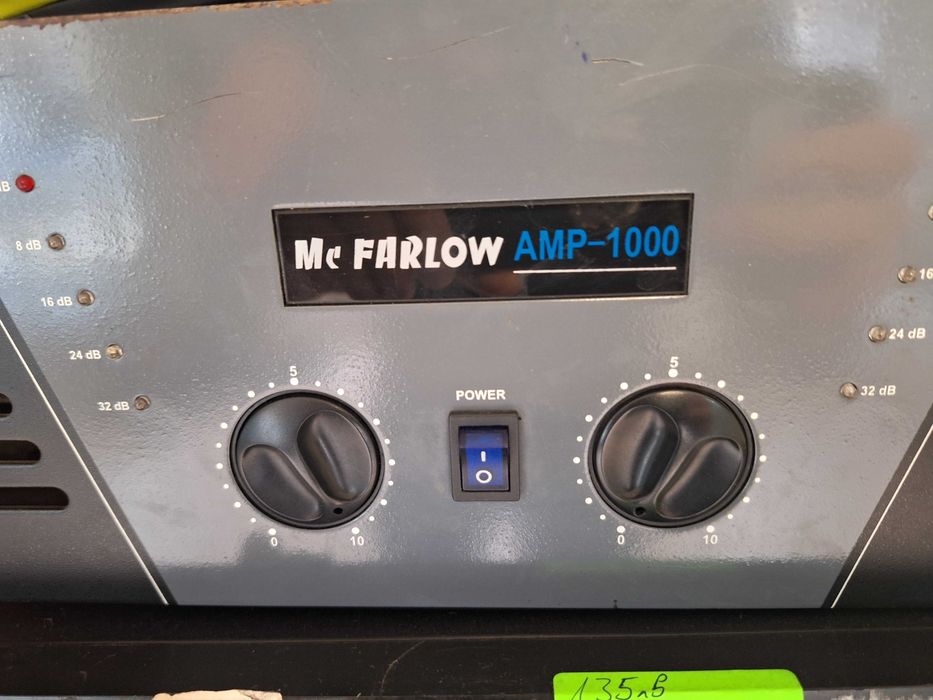 Mc FARLOW AMP-1000
8 dB
16 dB
24 dB
32 dB
16
24 dB
32 dB
5
0
10
POWER
I
O
5
0
10
135лв